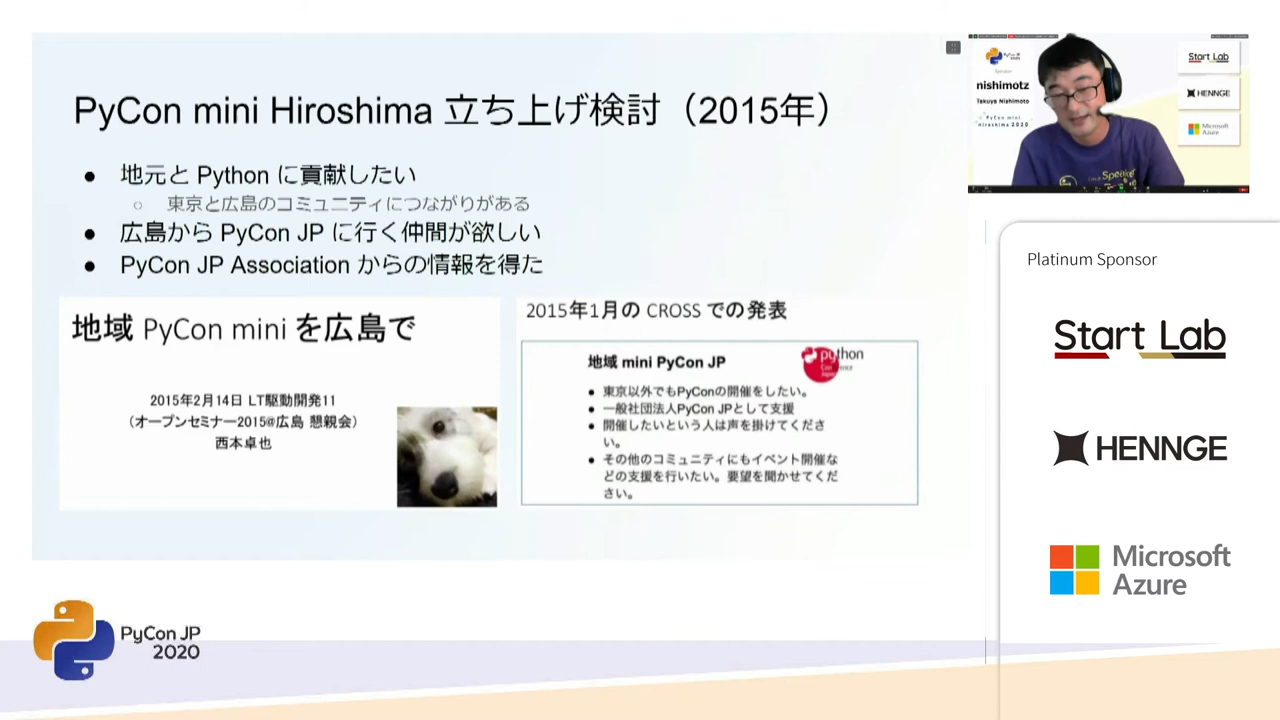 PyCon mini Hiroshima 立ち上げ検討（2015年）
● 地元と Python に貢献したい
○ 東京と広島のコミュニティにつながりがある
● 広島から PyCon JP に行く仲間が欲しい
● PyCon JP Association からの情報を得た
地域 PyCon mini を広島で
2015年2月14日 LT駆動開発11
（オープンセミナー2015@広島 懇親会）
西本卓也
2015年1月の CROSS での発表
地域 mini PyCon JP
python
● 東京以外でもPyConの開催をしたい。
● 一般社団法人PyCon JPとして支援
● 開催したいという人は声を掛けてくださ
い。
● その他のコミュニティにもイベント開催な
どの支援を行いたい。要望を聞かせてくだ
さい。
PyCon JP
2020
Sponsor
nishimotz
Takuya Nishimoto
PyCon mini
Hiroshima 2020
Start Lab
HENNGE
Microsoft
Azure
Speaker
Platinum Sponsor
Start Lab
HENNGE
Microsoft
Azure
PyCon JP
2020